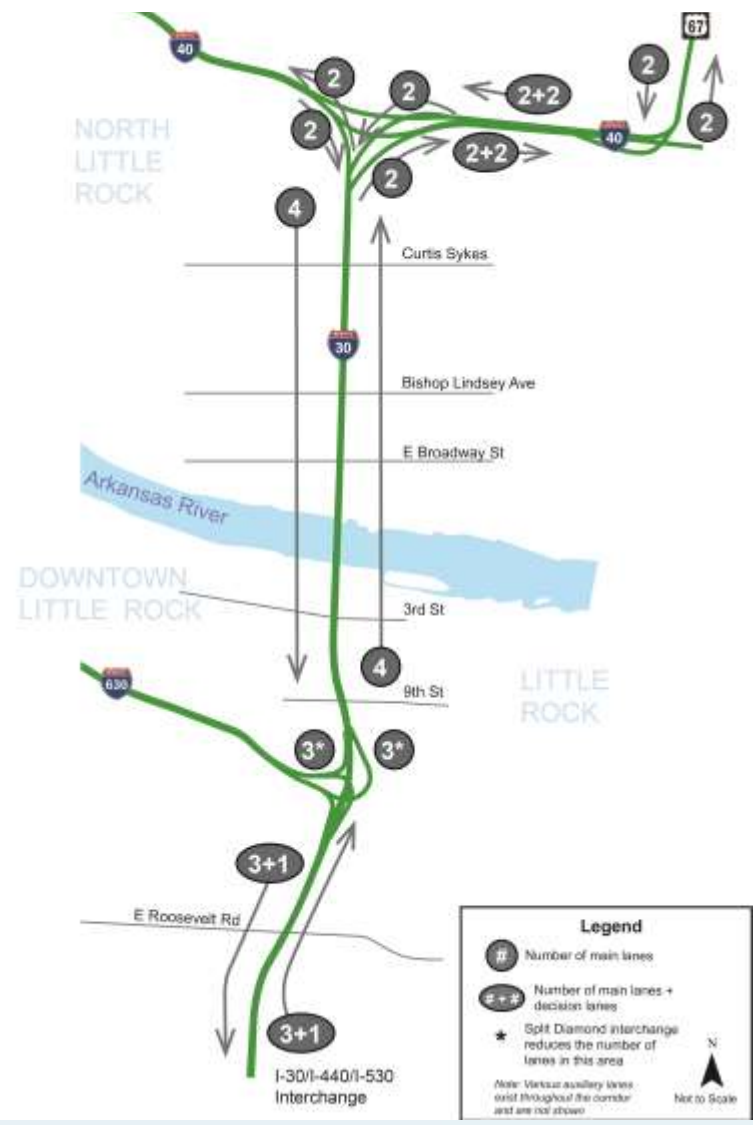 67
40
2
2
2
2+2
NORTH
LITTLE
ROCK
2
2+2
40
2
2
4
Curtis Sykes
30
Bishop Lindsey Ave
E Broadway St
Arkansas River
DOWNTOWN
LITTLE ROCK
3rd St
4
630
9th St
LITTLE
ROCK
3*
3*
3+1
E Roosevelt Rd
3+1
I-30/I-440/I-530
Interchange
Legend
# Number of main lanes
# + # Number of main lanes +
decision lanes
* Split Diamond interchange
reduces the number of
lanes in this area
Note: Various auxiliary lanes
exist throughout the corridor
and are not shown
N
Not to Scale